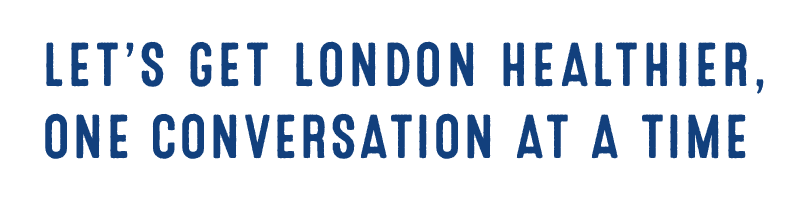 LET’S GET LONDON HEALTHIER,
ONE CONVERSATION AT A TIME